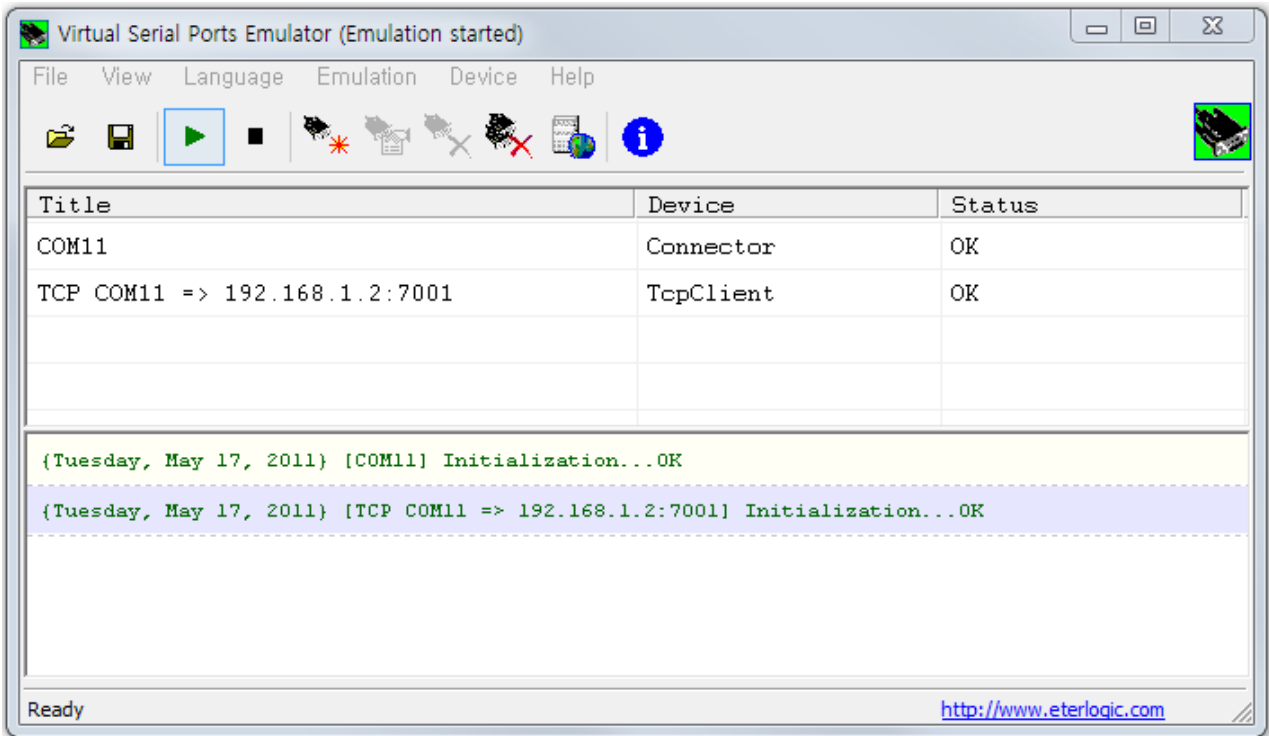 Virtual Serial Ports Emulator (Emulation started)
File View Language Emulation Device Help
Title Device Status
COM11 Connector OK
TCP COM11 => 192.168.1.2:7001 TcpClient OK
{Tuesday, May 17, 2011} [COM11] Initialization...OK
{Tuesday, May 17, 2011} [TCP COM11 => 192.168.1.2:7001] Initialization...OK
Ready http://www.eterlogic.com